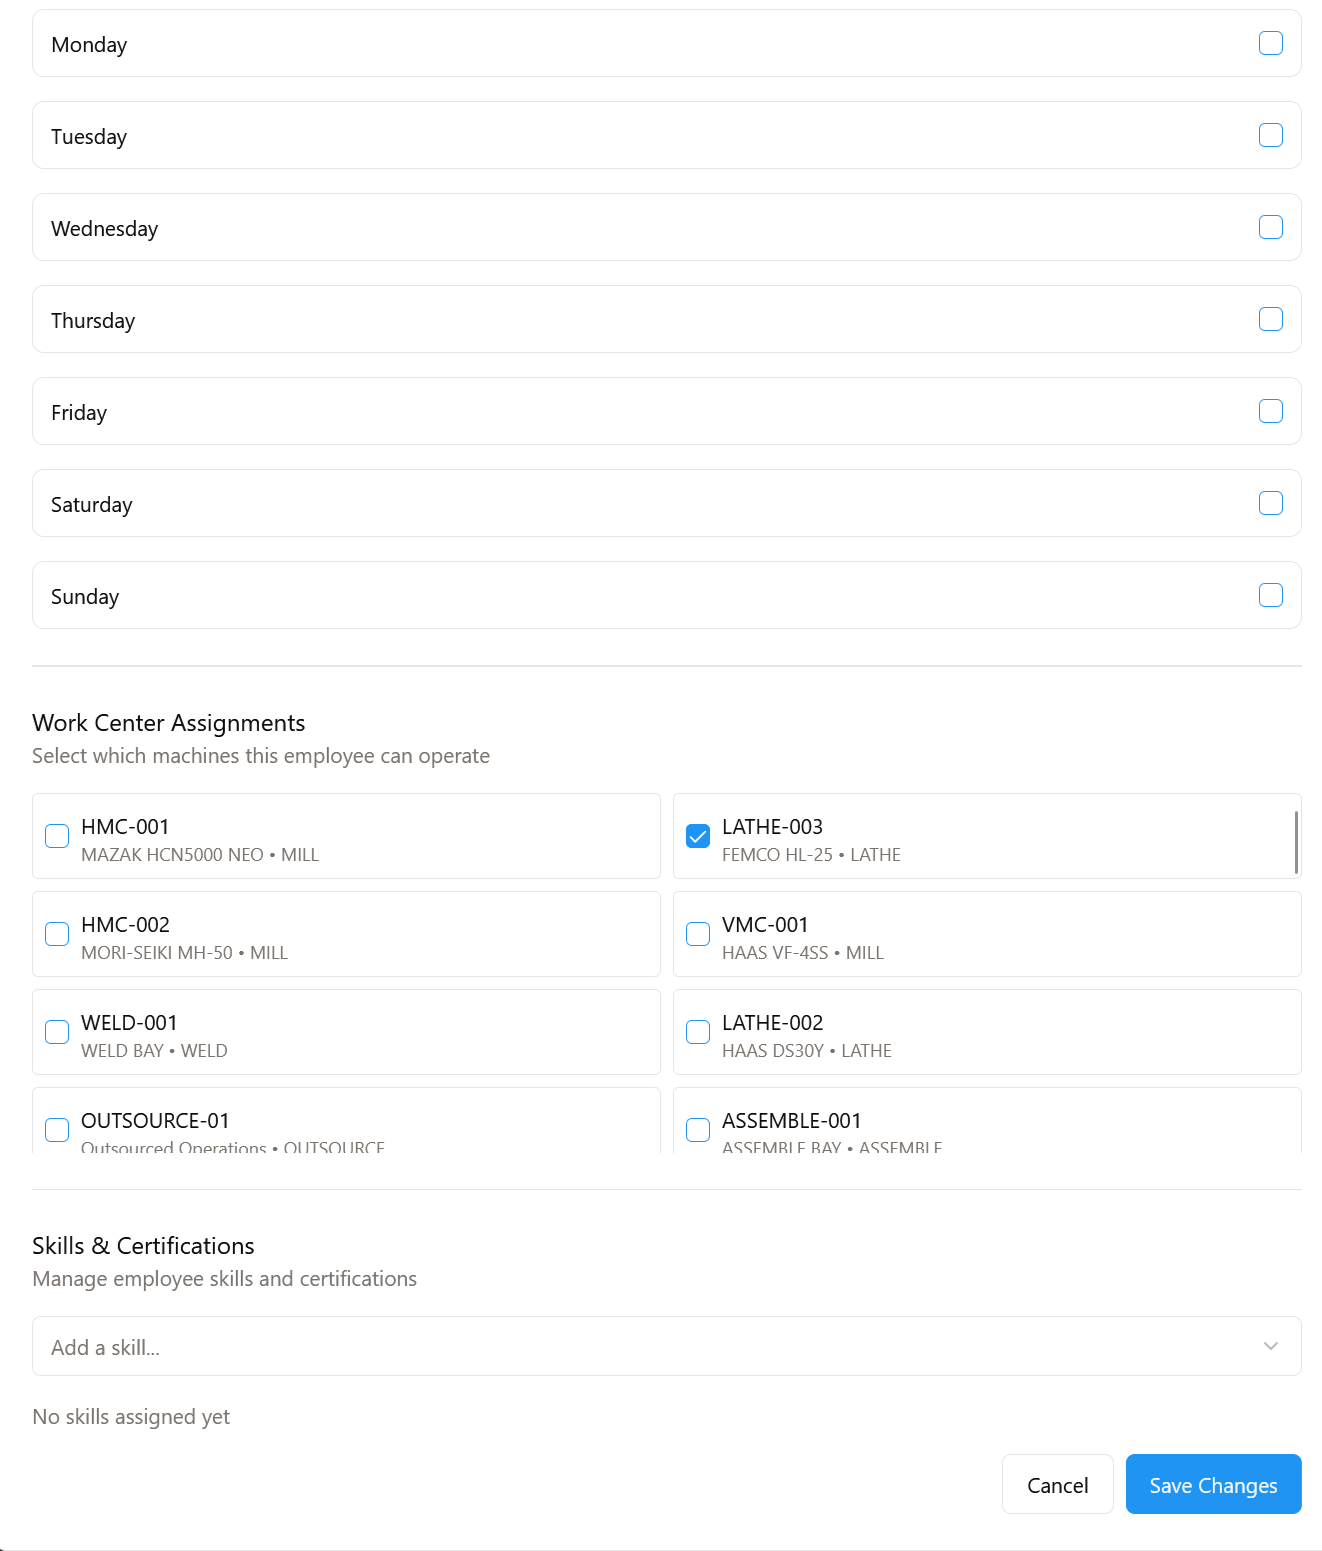 Monday
Tuesday
Wednesday
Thursday
Friday
Saturday
Sunday
Work Center Assignments
Select which machines this employee can operate
HMC-001
MAZAK HCN5000 NEO • MILL
LATHE-003
FEMCO HL-25 • LATHE
HMC-002
MORI-SEIKI MH-50 • MILL
VMC-001
HAAS VF-4SS • MILL
WELD-001
WELD BAY • WELD
LATHE-002
HAAS DS30Y • LATHE
OUTSOURCE-01
Outsourced Operations • OUTSOURCE
ASSEMBLE-001
ASSEMBLE BAY • ASSEMBLE
Skills & Certifications
Manage employee skills and certifications
Add a skill...
No skills assigned yet
Cancel
Save Changes